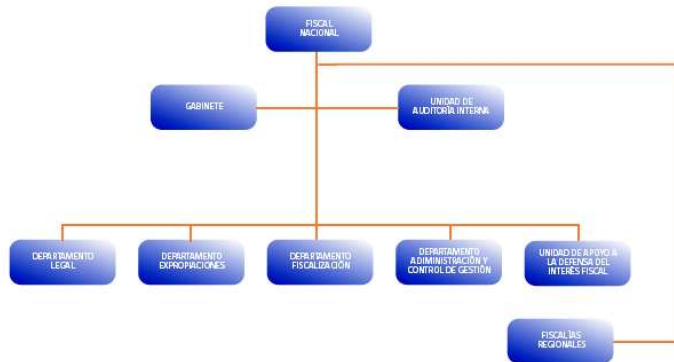 FISCAL
NACIONAL
GABINETE
UNIDAD DE
AUDITORÍA INTERNA
DEPARTAMENTO
LEGAL
DEPARTAMENTO
EXPROPIACIONES
DEPARTAMENTO
FISCALIZACIÓN
DEPARTAMENTO
ADIMINISTRACIÓN Y
CONTROL DE GESTIÓN
UNIDAD DE APOYO A
LA DEFENSA DEL
INTERÉS FISCAL
FISCALÍAS
REGIONALES